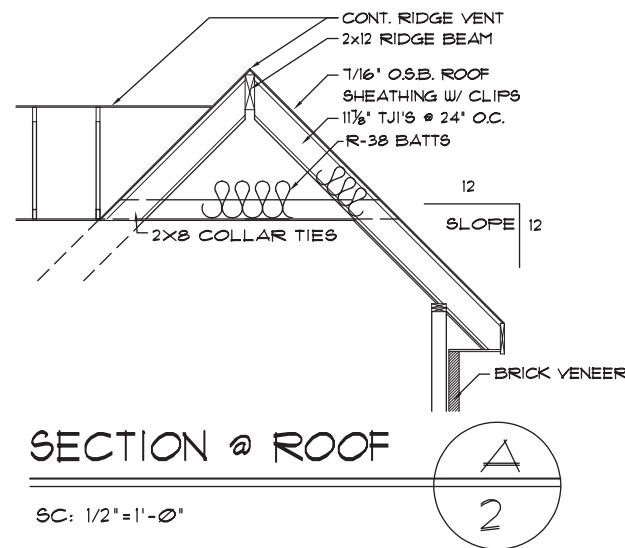 CONT. RIDGE VENT
2x12 RIDGE BEAM
7/16" O.S.B. ROOF
SHEATHING W/ CLIPS
11⅞" TJI'S @ 24" O.C.
R-38 BATTS
12
SLOPE 12
2X8 COLLAR TIES
BRICK VENEER
SECTION @ ROOF
A
2
SC: 1/2"=1'-0"